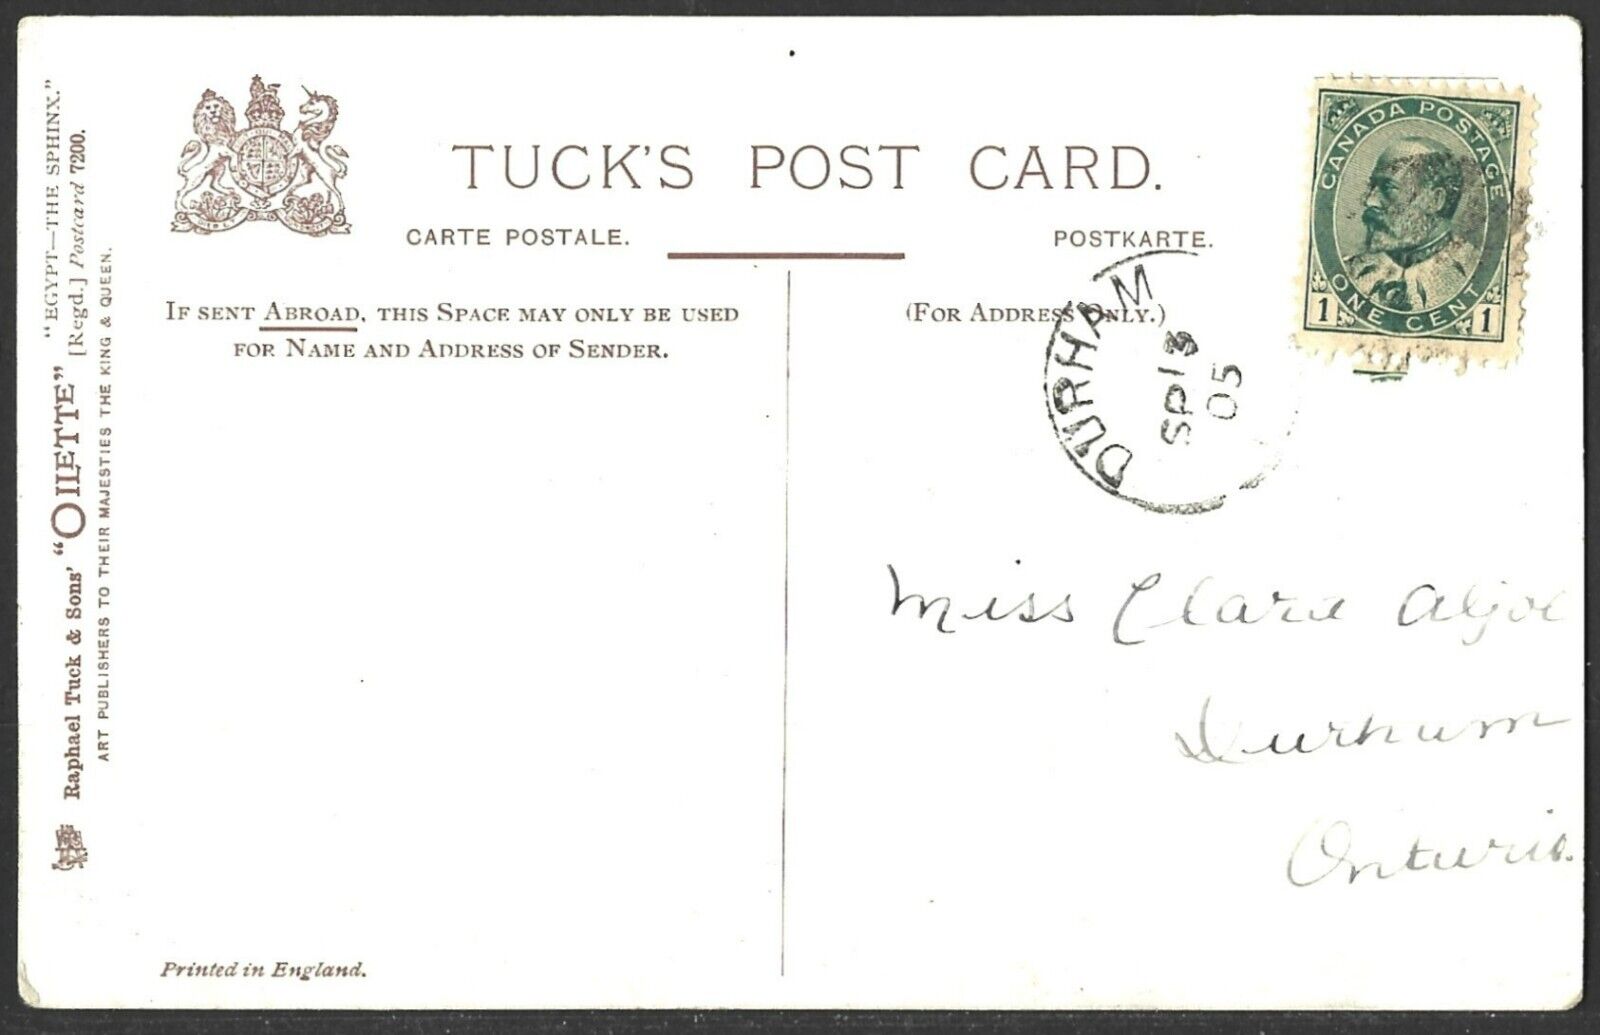 "EGYPT—THE SPHINX."
[Regd.] Postcard 7200.
Raphael Tuck & Sons' "OILETTE"
ART PUBLISHERS TO THEIR MAJESTIES THE KING & QUEEN.
TUCK'S POST CARD.
CARTE POSTALE.
POSTKARTE.
IF SENT ABROAD, THIS SPACE MAY ONLY BE USED
FOR NAME AND ADDRESS OF SENDER.
(FOR ADDRESS ONLY.)
CANADA POSTAGE
1 ONE CENT 1
DURHAM
SP 13
05
Miss Clara
Durham
Ontario.
Printed in England.